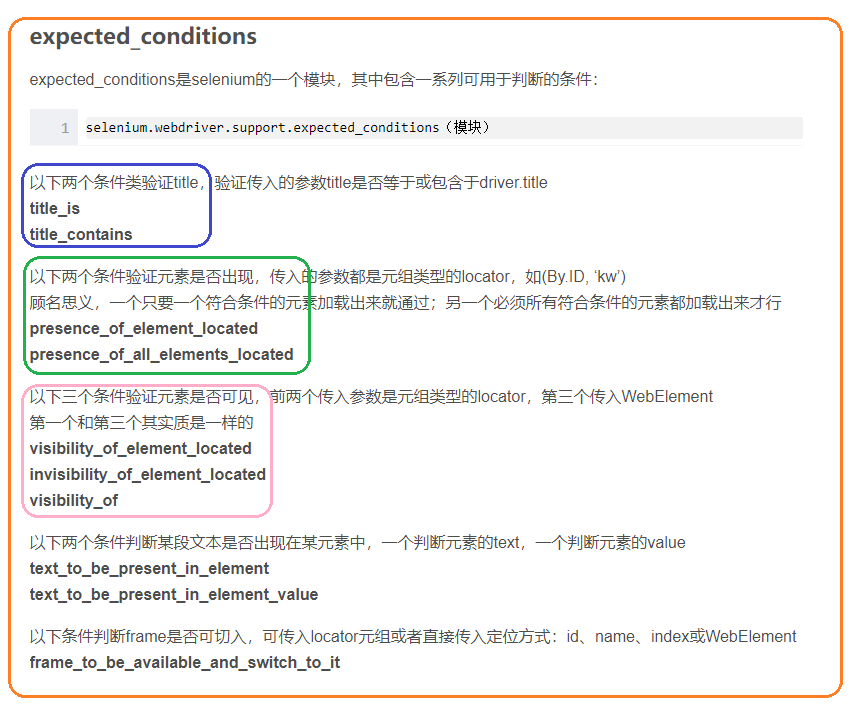 expected_conditions
expected_conditions是selenium的一个模块，其中包含一系列可用于判断的条件：
1 selenium.webdriver.support.expected_conditions（模块）
以下两个条件类验证title，验证传入的参数title是否等于或包含于driver.title
title_is
title_contains
以下两个条件验证元素是否出现，传入的参数都是元组类型的locator，如(By.ID, ‘kw’)
顾名思义，一个只要一个符合条件的元素加载出来就通过；另一个必须所有符合条件的元素都加载出来才行
presence_of_element_located
presence_of_all_elements_located
以下三个条件验证元素是否可见，前两个传入参数是元组类型的locator，第三个传入WebElement
第一个和第三个其实质是一样的
visibility_of_element_located
invisibility_of_element_located
visibility_of
以下两个条件判断某段文本是否出现在某元素中，一个判断元素的text，一个判断元素的value
text_to_be_present_in_element
text_to_be_present_in_element_value
以下条件判断frame是否可切入，可传入locator元组或者直接传入定位方式：id、name、index或WebElement
frame_to_be_available_and_switch_to_it